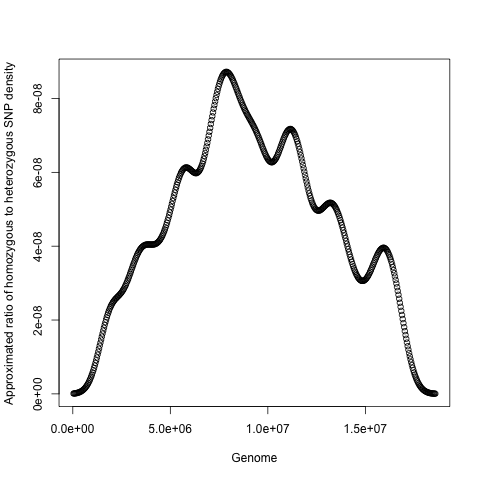 Approximated ratio of homozygous to heterozygous SNP density
8e-08
6e-08
4e-08
2e-08
0e+00
0.0e+00 5.0e+06 1.0e+07 1.5e+07
Genome